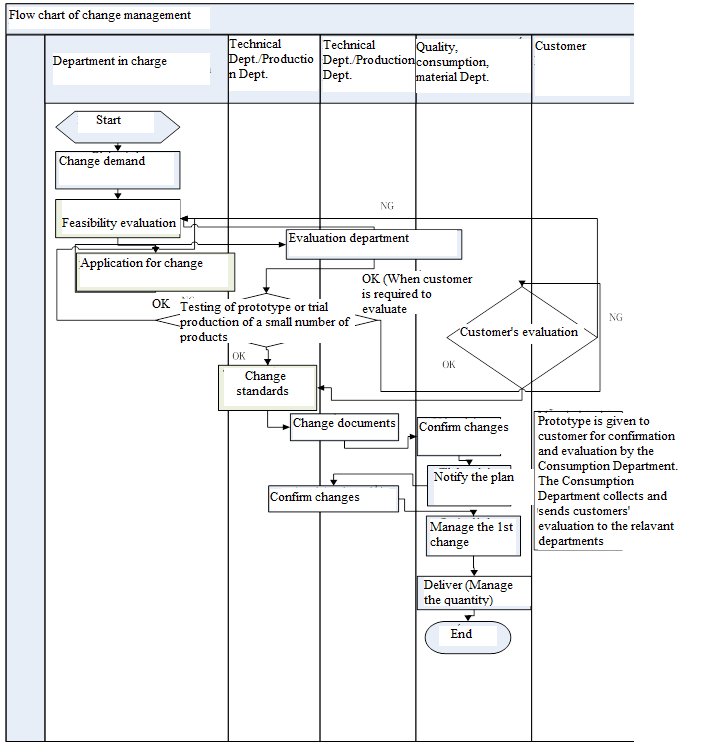 Flow chart of change management
Department in charge
Technical
Dept./Productio
n Dept.
Technical
Dept./Production
Dept.
Quality,
consumption,
material Dept.
Customer
Start
Change demand
Feasibility evaluation
NG
Evaluation department
Application for change
OK (When customer
is required to
evaluate
OK
Testing of prototype or trial
production of a small number of
products
Customer's evaluation
NG
OK
OK
Change
standards
Change documents
Confirm changes
Prototype is given to
customer for confirmation
and evaluation by the
Consumption Department.
The Consumption
Department collects and
sends customers'
evaluation to the relavant
departments
Notify the plan
Confirm changes
Manage the 1st
change
Deliver (Manage
the quantity)
End